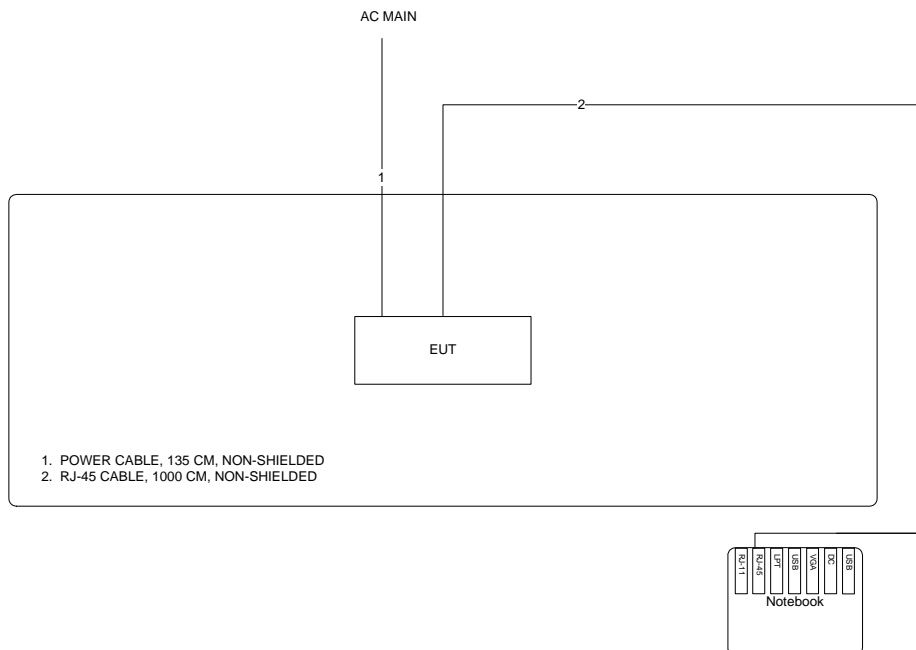 AC MAIN
2
1
EUT
1. POWER CABLE, 135 CM, NON-SHIELDED
2. RJ-45 CABLE, 1000 CM, NON-SHIELDED
RJ-11
RJ-45
LPT
USB
VGA
DC
USB
Notebook